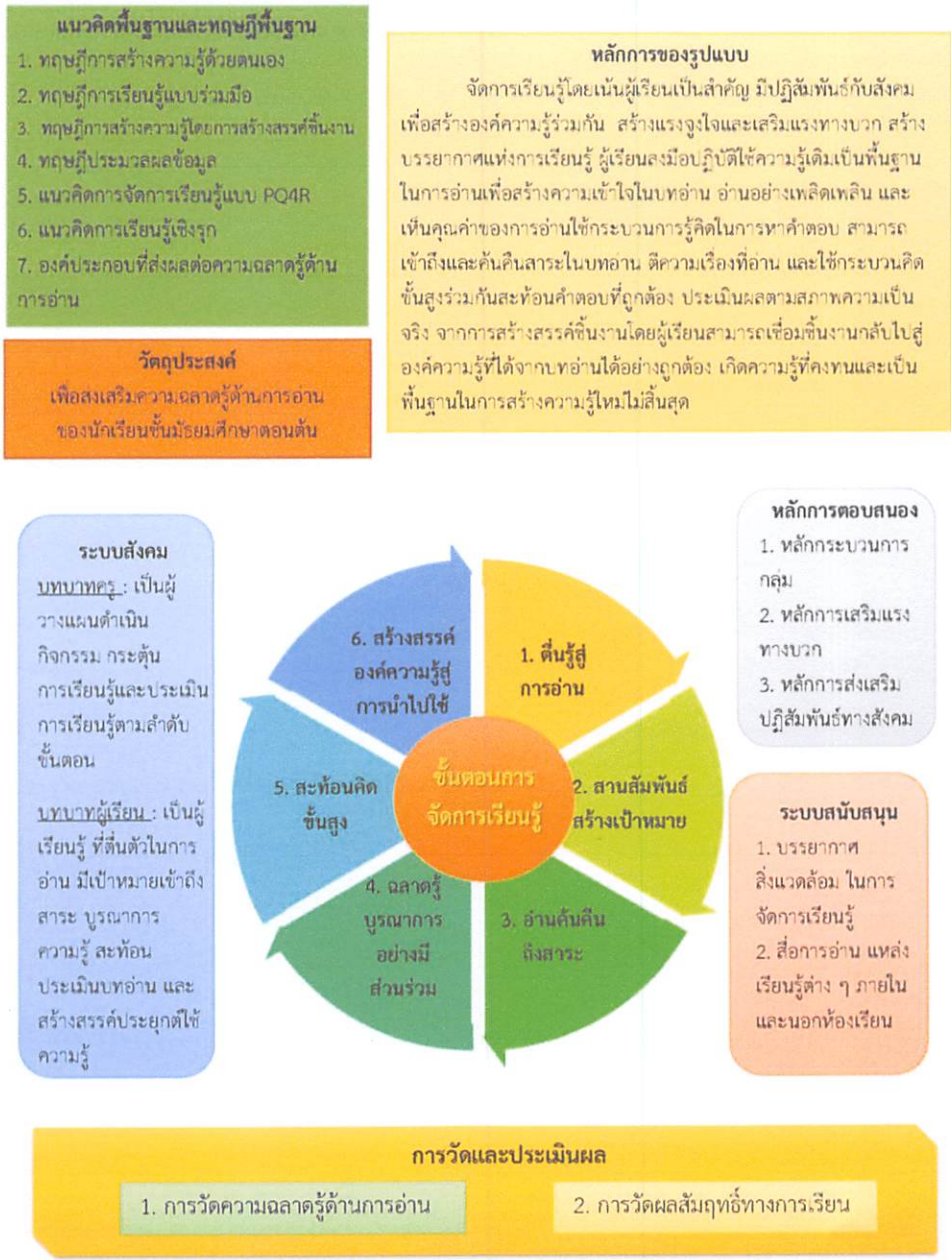 แนวคิดพื้นฐานและทฤษฎีพื้นฐาน
1. ทฤษฎีการสร้างความรู้ด้วยตนเอง
2. ทฤษฎีการเรียนรู้แบบร่วมมือ
3. ทฤษฎีการสร้างความรู้โดยการสร้างสรรค์ชิ้นงาน
4. ทฤษฎีประมวลผลข้อมูล
5. แนวคิดการจัดการเรียนรู้แบบ PQ4R
6. แนวคิดการเรียนรู้เชิงรุก
7. องค์ประกอบที่ส่งผลต่อความฉลาดรู้ด้าน
การอ่าน
วัตถุประสงค์
เพื่อส่งเสริมความฉลาดรู้ด้านการอ่าน
ของนักเรียนชั้นมัธยมศึกษาตอนต้น
หลักการของรูปแบบ
จัดการเรียนรู้โดยเน้นผู้เรียนเป็นสำคัญ มีปฏิสัมพันธ์กับสังคม
เพื่อสร้างองค์ความรู้ร่วมกัน สร้างแรงจูงใจและเสริมแรงทางบวก สร้าง
บรรยากาศแห่งการเรียนรู้ ผู้เรียนลงมือปฏิบัติใช้ความรู้เดิมเป็นพื้นฐาน
ในการอ่านเพื่อสร้างความเข้าใจในบทอ่าน อ่านอย่างเพลิดเพลิน และ
เห็นคุณค่าของการอ่านใช้กระบวนการรู้คิดในการหาคำตอบ สามารถ
เข้าถึงและค้นคืนสาระในบทอ่าน ตีความเรื่องที่อ่าน และใช้กระบวนคิด
ขั้นสูงร่วมกันสะท้อนคำตอบที่ถูกต้อง ประเมินผลตามสภาพความเป็น
จริง จากการสร้างสรรค์ชิ้นงานโดยผู้เรียนสามารถเชื่อมชิ้นงานกลับไปสู่
องค์ความรู้ที่ได้จากบทอ่านได้อย่างถูกต้อง เกิดความรู้ที่คงทนและเป็น
พื้นฐานในการสร้างความรู้ใหม่ไม่สิ้นสุด
ระบบสังคม
บทบาทครู : เป็นผู้
วางแผนดำเนิน
กิจกรรม กระตุ้น
การเรียนรู้และประเมิน
การเรียนรู้ตามลำดับ
ขั้นตอน
บทบาทผู้เรียน : เป็นผู้
เรียนรู้ ที่ตื่นตัวในการ
อ่าน มีเป้าหมายเข้าถึง
สาระ บูรณาการ
ความรู้ สะท้อน
ประเมินบทอ่าน และ
สร้างสรรค์ประยุกต์ใช้
ความรู้
ขั้นตอนการ
จัดการเรียนรู้
1. ตื่นรู้สู่
การอ่าน
2. สานสัมพันธ์
สร้างเป้าหมาย
3. อ่านค้นคืน
ถึงสาระ
4. ฉลาดรู้
บูรณาการ
อย่างมี
ส่วนร่วม
5. สะท้อนคิด
ขั้นสูง
6. สร้างสรรค์
องค์ความรู้สู่
การนำไปใช้
หลักการตอบสนอง
1. หลักกระบวนการ
กลุ่ม
2. หลักการเสริมแรง
ทางบวก
3. หลักการส่งเสริม
ปฏิสัมพันธ์ทางสังคม
ระบบสนับสนุน
1. บรรยากาศ
สิ่งแวดล้อม ในการ
จัดการเรียนรู้
2. สื่อการอ่าน แหล่ง
เรียนรู้ต่าง ๆ ภายใน
และนอกห้องเรียน
การวัดและประเมินผล
1. การวัดความฉลาดรู้ด้านการอ่าน
2. การวัดผลสัมฤทธิ์ทางการเรียน